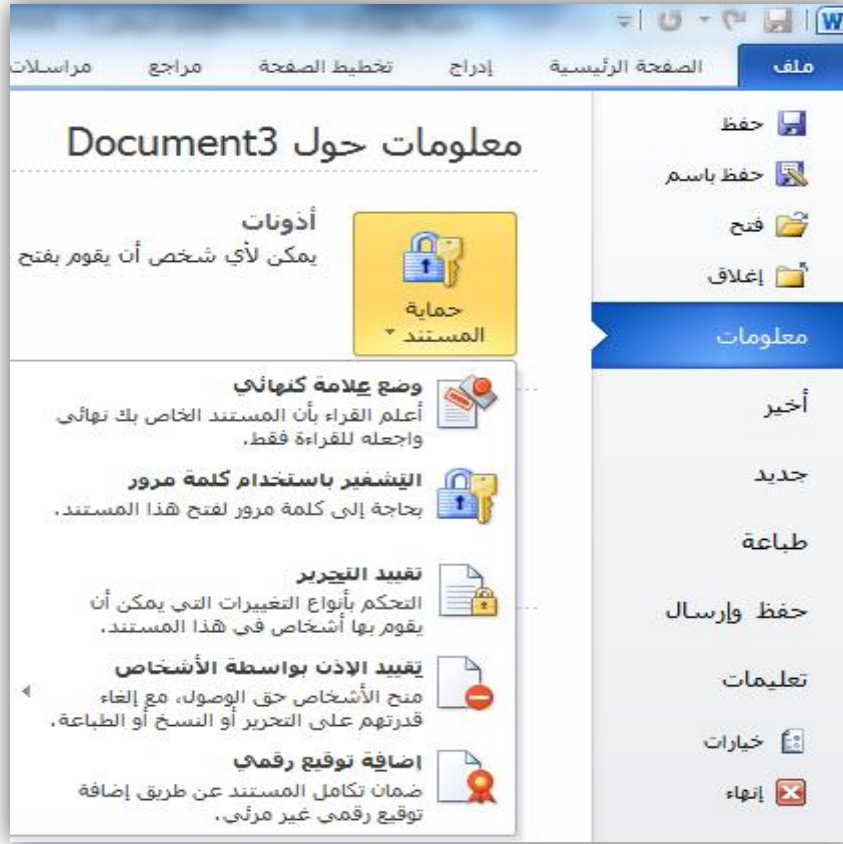 W
ملف
الصفحة الرئيسية
إدراج
تخطيط الصفحة
مراجع
مراسلات
حفظ
حفظ باسم
فتح
إغلاق
معلومات
أخير
جديد
طباعة
حفظ وإرسال
تعليمات
خيارات
إنهاء
معلومات حول Document3
حماية
المستند
أذونات
يمكن لأي شخص أن يقوم بفتح
وضع علامة كنهائي
أعلم القراء بأن المستند الخاص بك نهائي
واجعله للقراءة فقط.
التشفير باستخدام كلمة مرور
بحاجة إلى كلمة مرور لفتح هذا المستند.
تقييد التحرير
التحكم بأنواع التغييرات التي يمكن أن
يقوم بها أشخاص في هذا المستند.
تقييد الإذن بواسطة الأشخاص
منح الأشخاص حق الوصول، مع إلغاء
قدرتهم على التحرير أو النسخ أو الطباعة.
إضافة توقيع رقمي
ضمان تكامل المستند عن طريق إضافة
توقيع رقمي غير مرئي.